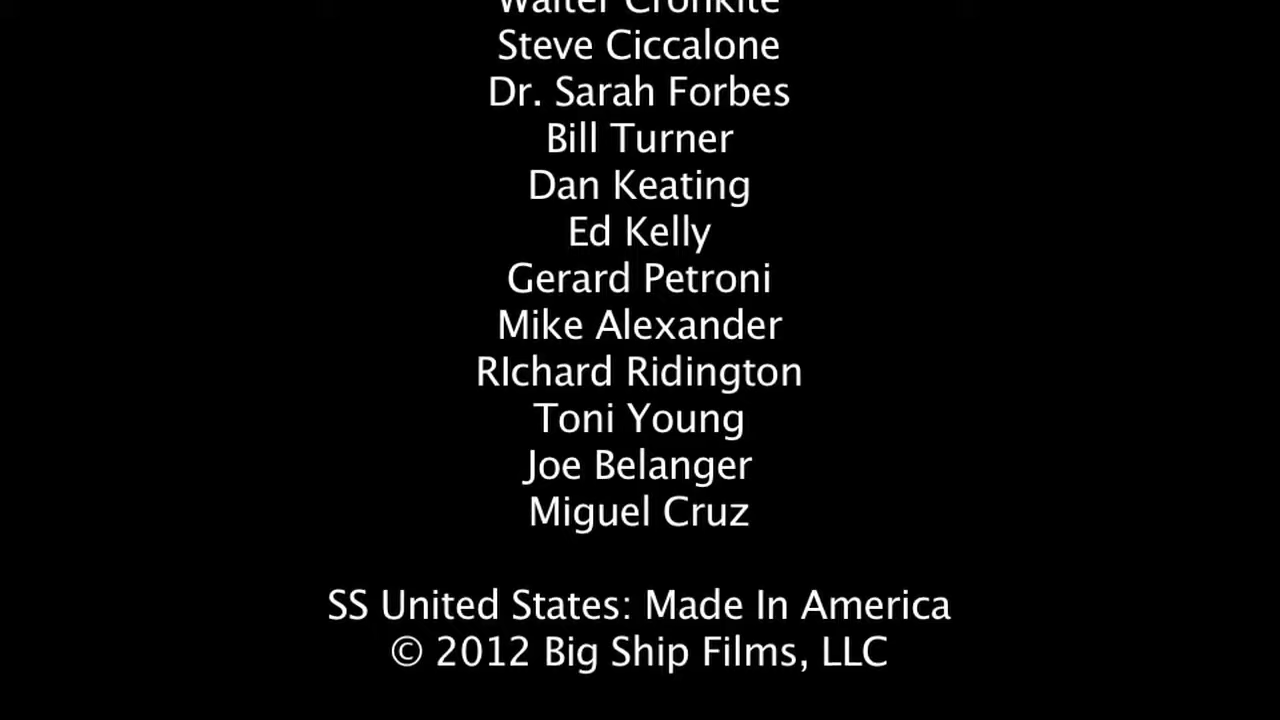 Walter Cronkite
Steve Ciccalone
Dr. Sarah Forbes
Bill Turner
Dan Keating
Ed Kelly
Gerard Petroni
Mike Alexander
RIchard Ridington
Toni Young
Joe Belanger
Miguel Cruz
SS United States: Made In America
© 2012 Big Ship Films, LLC